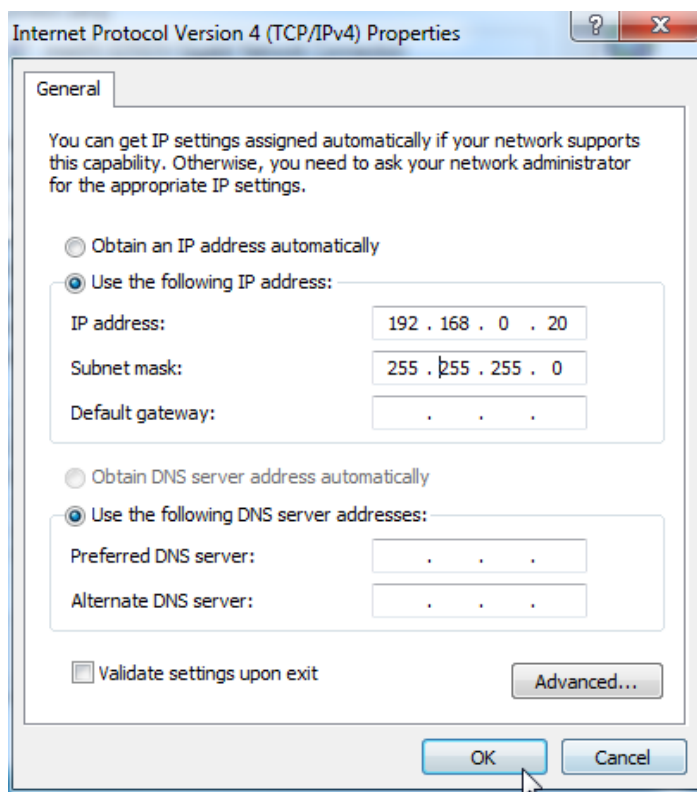 Internet Protocol Version 4 (TCP/IPv4) Properties
? X
General
You can get IP settings assigned automatically if your network supports
this capability. Otherwise, you need to ask your network administrator
for the appropriate IP settings.
Obtain an IP address automatically
Use the following IP address:
IP address: 192 . 168 . 0 . 20
Subnet mask: 255 . 255 . 255 . 0
Default gateway: . . .
Obtain DNS server address automatically
Use the following DNS server addresses:
Preferred DNS server: . . .
Alternate DNS server: . . .
Validate settings upon exit
Advanced...
OK Cancel